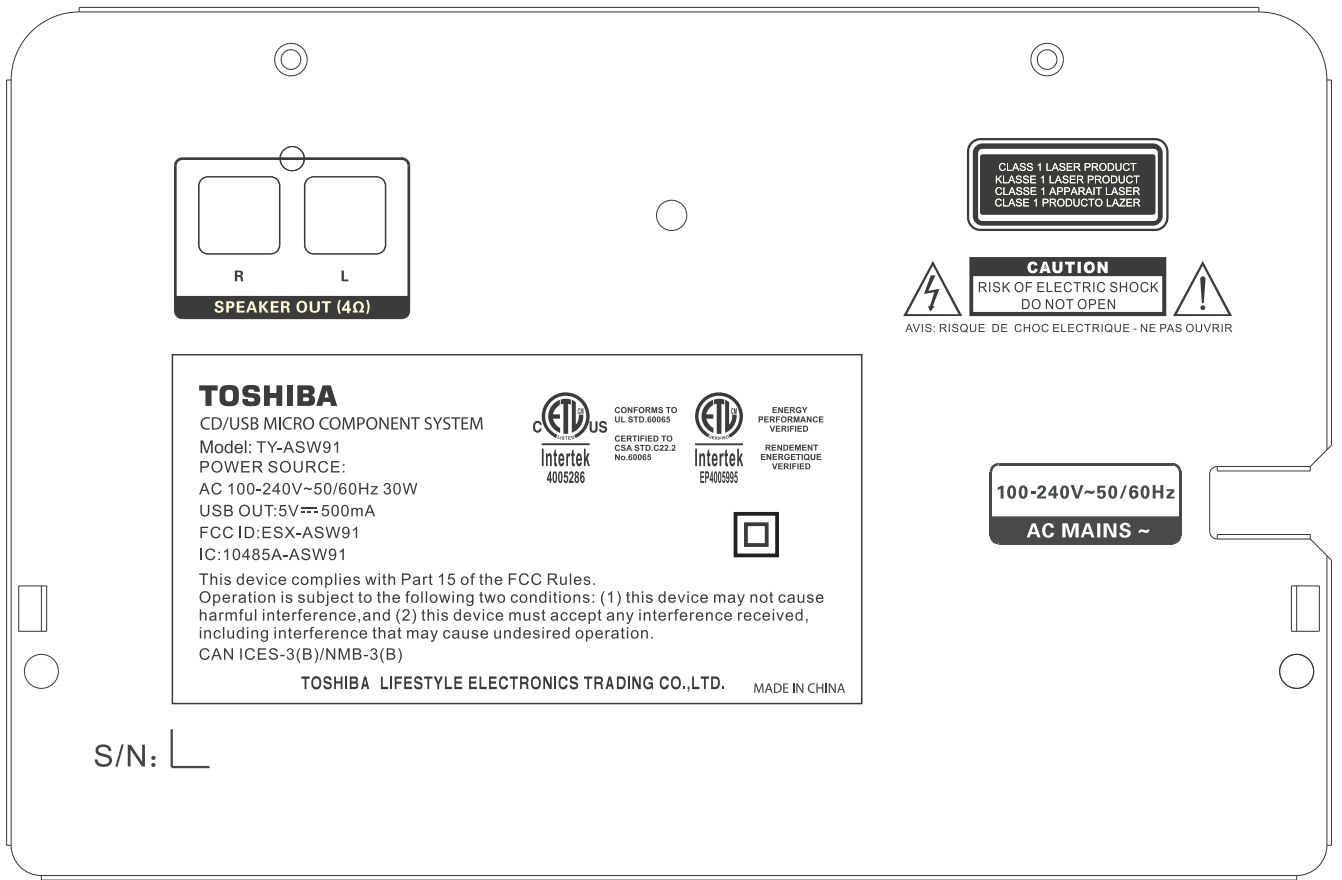 R L
SPEAKER OUT (4Ω)
CLASS 1 LASER PRODUCT
KLASSE 1 LASER PRODUCT
CLASSE 1 APPARAIT LASER
CLASE 1 PRODUCTO LAZER
CAUTION
RISK OF ELECTRIC SHOCK
DO NOT OPEN
AVIS: RISQUE DE CHOC ELECTRIQUE - NE PAS OUVRIR
TOSHIBA
CD/USB MICRO COMPONENT SYSTEM
Model: TY-ASW91
POWER SOURCE:
AC 100-240V~50/60Hz 30W
USB OUT:5V⎓500mA
FCC ID:ESX-ASW91
IC:10485A-ASW91
This device complies with Part 15 of the FCC Rules.
Operation is subject to the following two conditions: (1) this device may not cause
harmful interference,and (2) this device must accept any interference received,
including interference that may cause undesired operation.
CAN ICES-3(B)/NMB-3(B)
TOSHIBA LIFESTYLE ELECTRONICS TRADING CO.,LTD. MADE IN CHINA
C ETL CM US
LISTED
Intertek
4005286
CONFORMS TO
UL STD.60065
CERTIFIED TO
CSA STD.C22.2
No.60065
ETL CM
VERIFIED
Intertek
EP4005995
ENERGY
PERFORMANCE
VERIFIED
RENDEMENT
ENERGETIQUE
VERIFIED
100-240V~50/60Hz
AC MAINS ~
S/N: